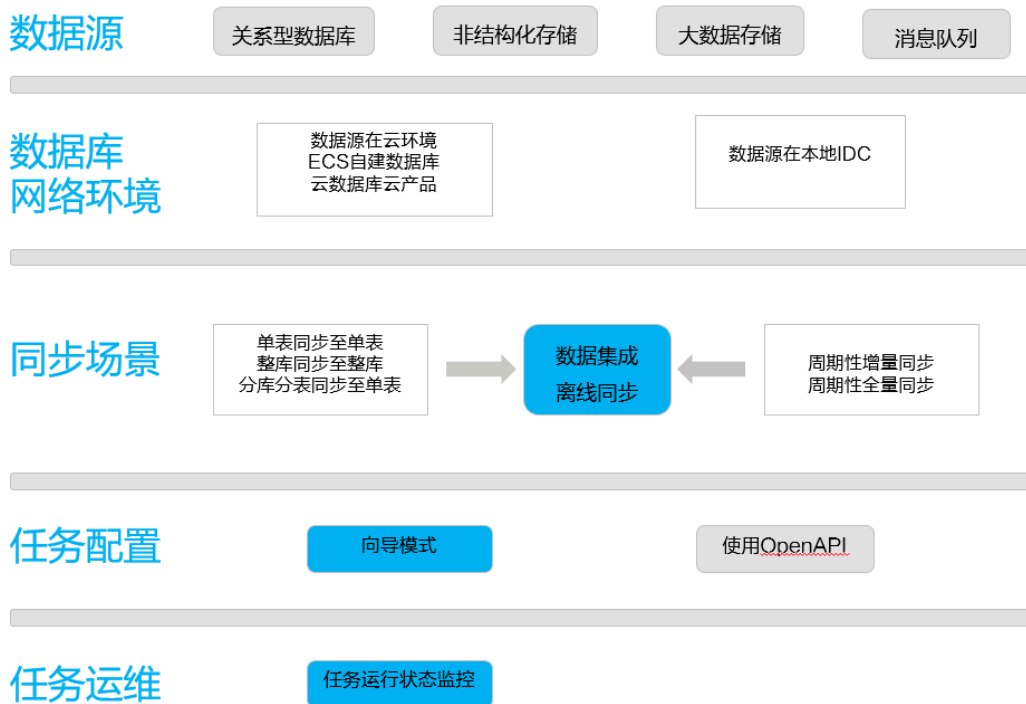 数据源
关系型数据库
非结构化存储
大数据存储
消息队列
数据库
网络环境
数据源在云环境
ECS自建数据库
云数据库云产品
数据源在本地IDC
同步场景
单表同步至单表
整库同步至整库
分库分表同步至单表
数据集成
离线同步
周期性增量同步
周期性全量同步
任务配置
向导模式
使用OpenAPI
任务运维
任务运行状态监控